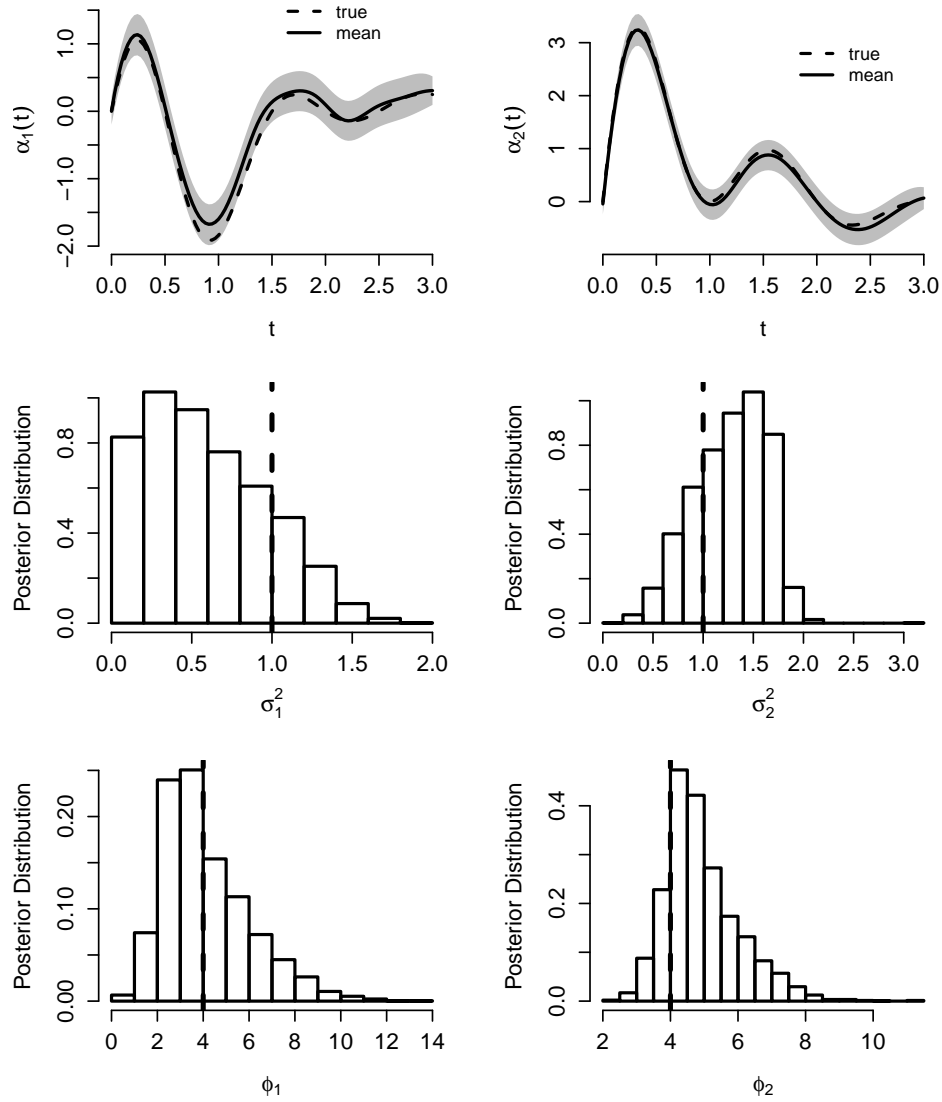 true
mean
α₁(t)
−2.0 −1.0 0.0 1.0
0.0 0.5 1.0 1.5 2.0 2.5 3.0
t
true
mean
α₂(t)
0 1 3
0.0 0.5 1.0 1.5 2.0 2.5 3.0
t
Posterior Distribution
0.0 0.4 0.8
0.0 0.5 1.0 1.5 2.0
σ₁²
Posterior Distribution
0.0 0.4 0.8
0.0 0.5 1.0 1.5 2.0 2.5 3.0
σ₂²
Posterior Distribution
0.00 0.10 0.20
0 2 4 6 8 10 12 14
ϕ₁
Posterior Distribution
0.0 0.2 0.4
2 4 6 8 10
ϕ₂